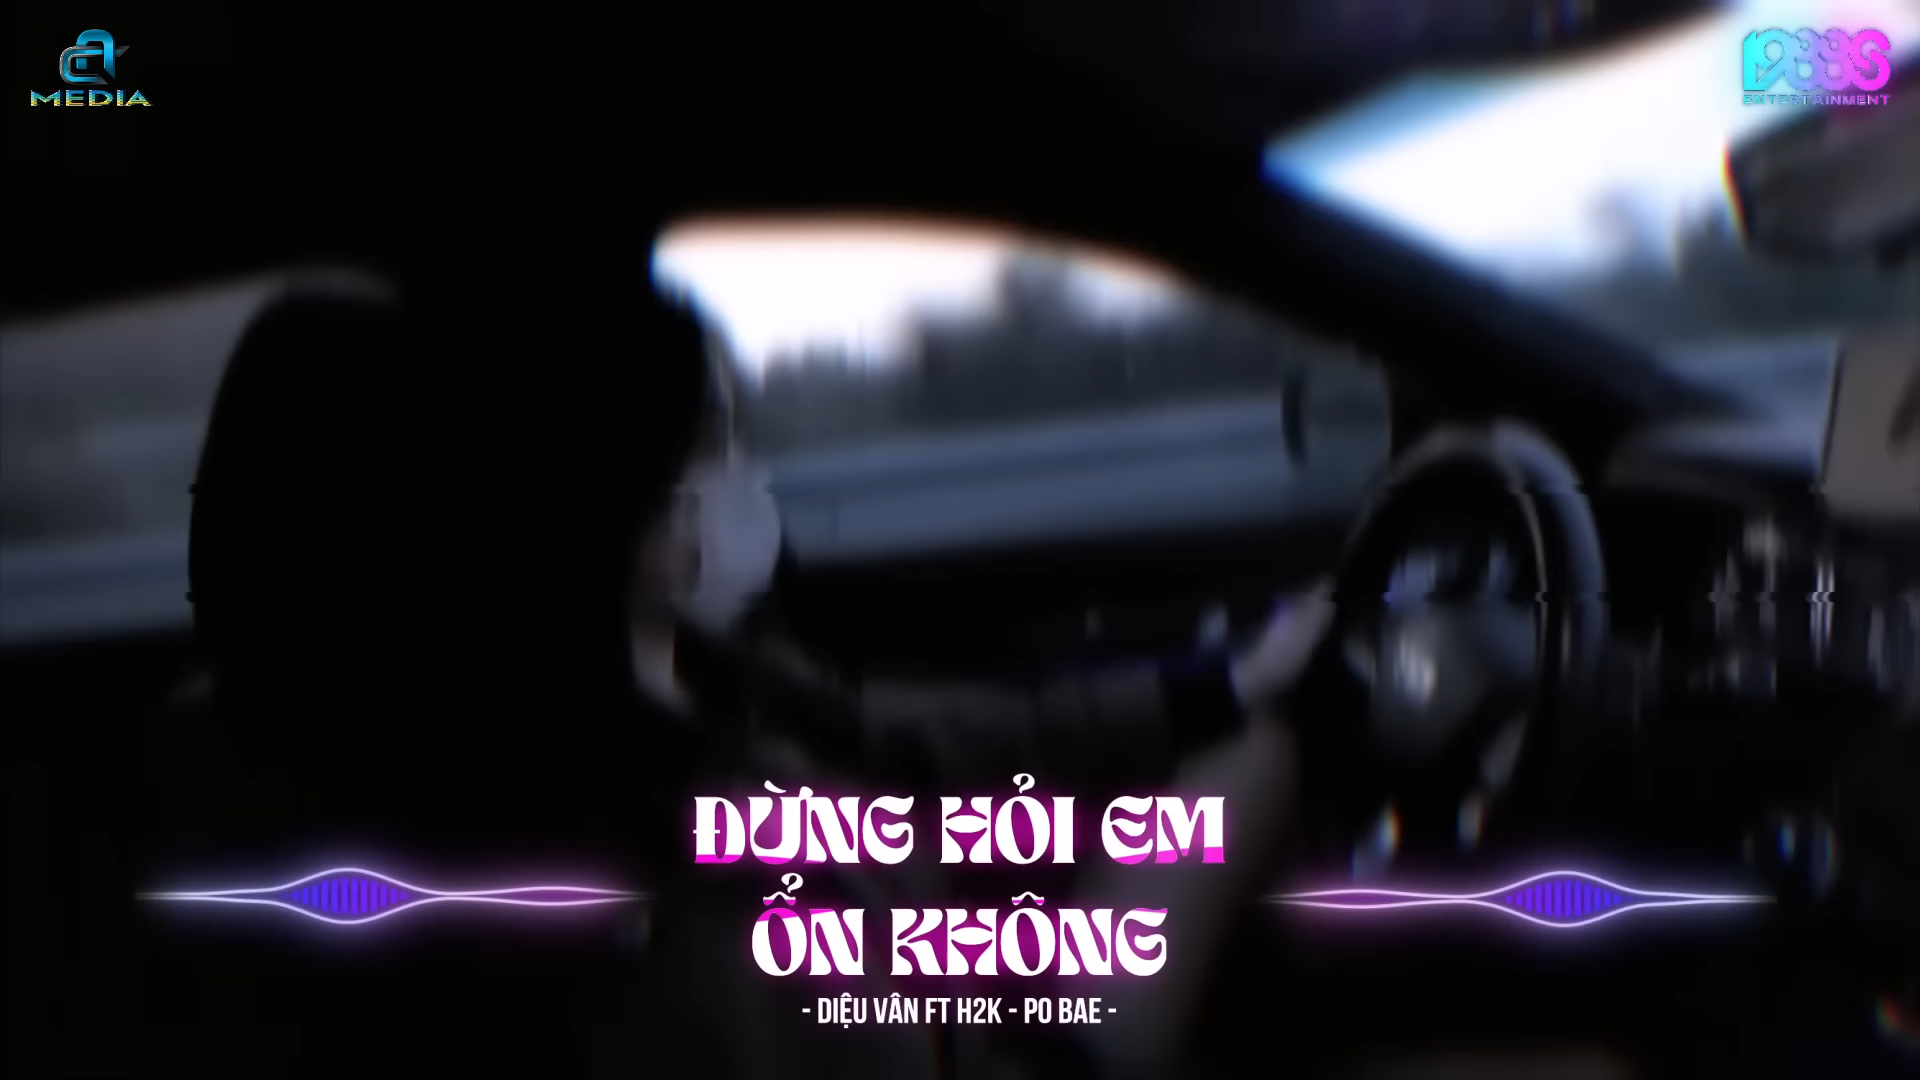 MEDIA
1988S
ENTERTAINMENT
ĐỪNG HỎI EM
ỔN KHÔNG
- DIỆU VÂN FT H2K - PO BAE -